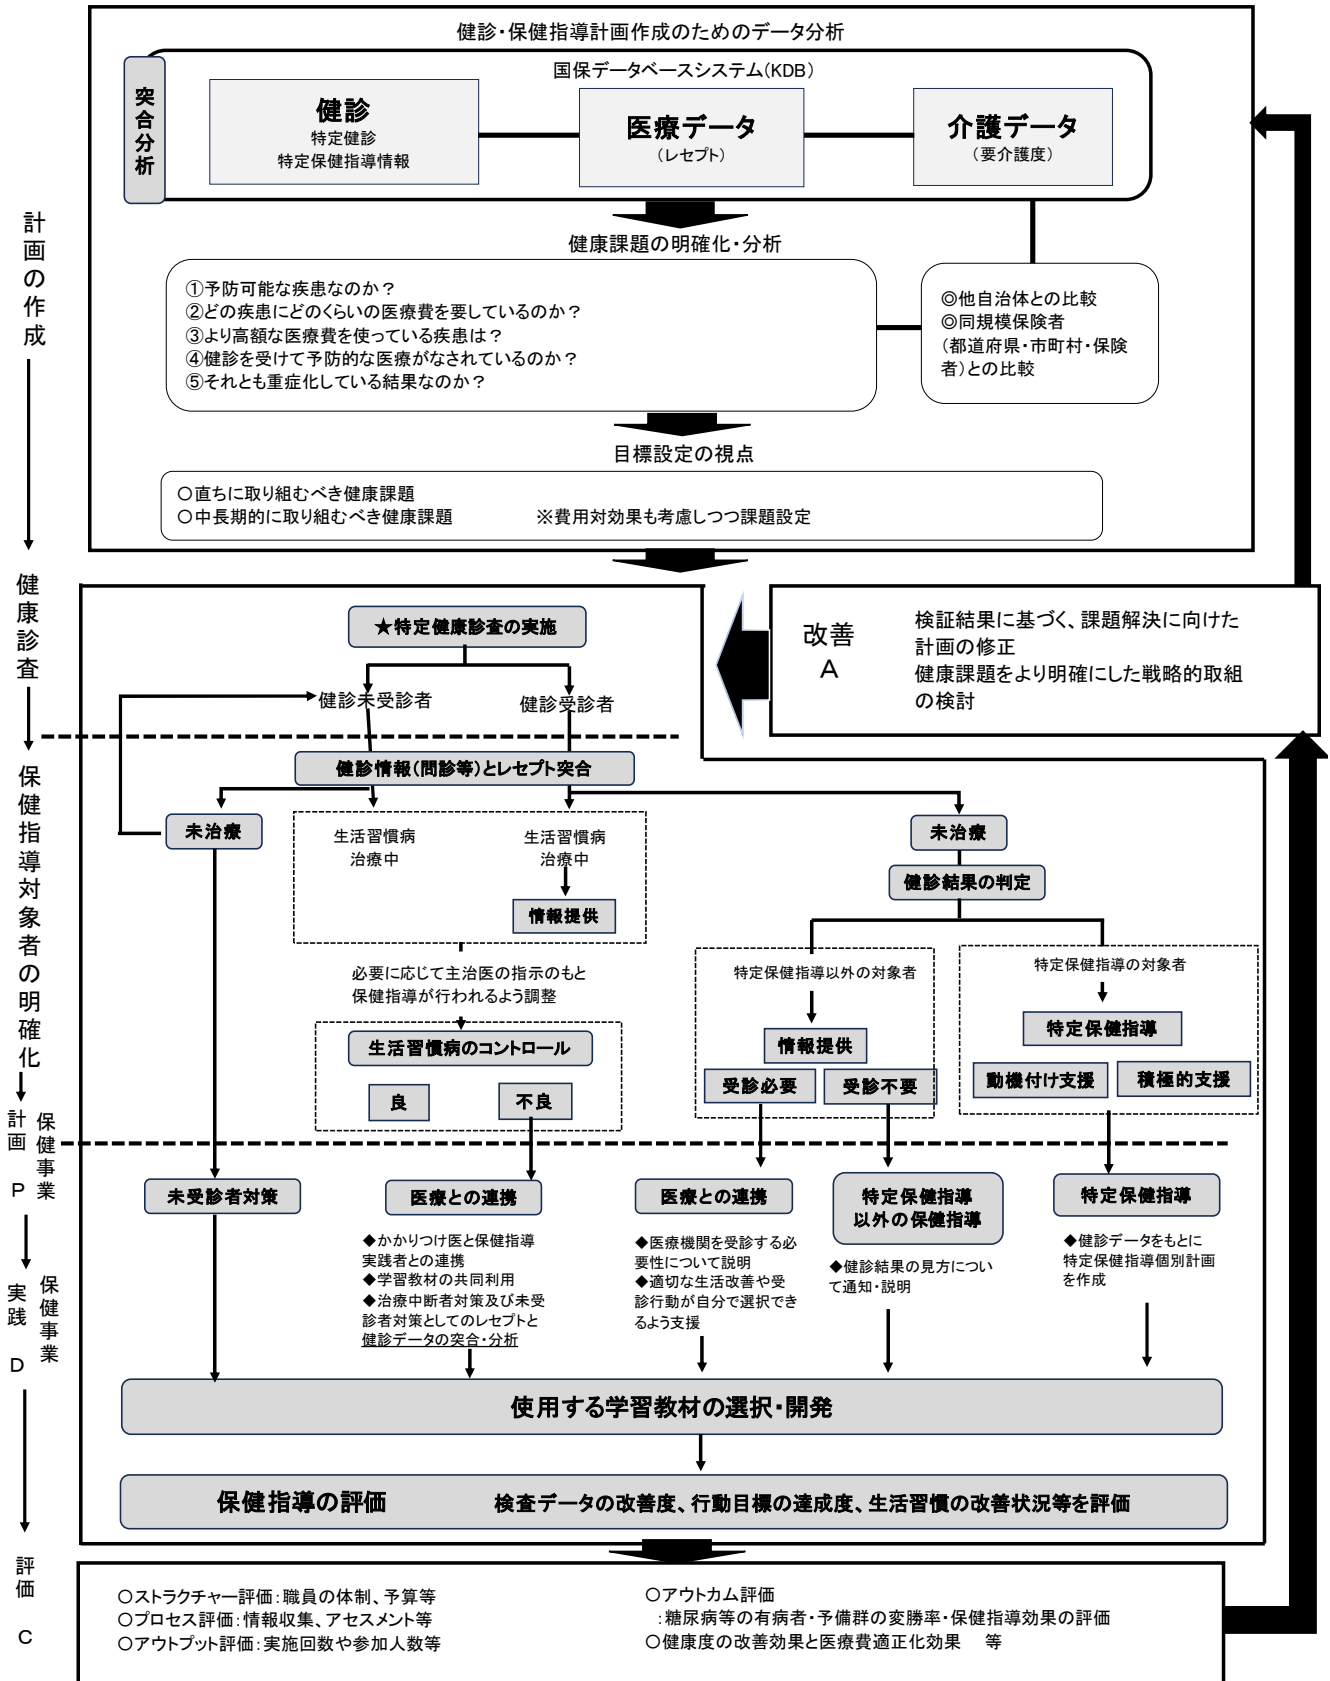 健診・保健指導計画作成のためのデータ分析
国保データベースシステム(KDB)
突合分析
健診
特定健診
特定保健指導情報
医療データ
(レセプト)
介護データ
(要介護度)
計画の作成
健康課題の明確化・分析
①予防可能な疾患なのか？
②どの疾患にどのくらいの医療費を要しているのか？
③より高額な医療費を使っている疾患は？
④健診を受けて予防的な医療がなされているのか？
⑤それとも重症化している結果なのか？
◎他自治体との比較
◎同規模保険者
(都道府県・市町村・保険
者)との比較
目標設定の視点
○直ちに取り組むべき健康課題
○中長期的に取り組むべき健康課題　　　※費用対効果も考慮しつつ課題設定
健康診査
★特定健康診査の実施
健診未受診者
健診受診者
改善
A
検証結果に基づく、課題解決に向けた
計画の修正
健康課題をより明確にした戦略的取組
の検討
保健指導対象者の明確化
健診情報(問診等)とレセプト突合
未治療
生活習慣病
治療中
生活習慣病
治療中
情報提供
未治療
健診結果の判定
必要に応じて主治医の指示のもと
保健指導が行われるよう調整
特定保健指導以外の対象者
情報提供
受診必要
受診不要
特定保健指導の対象者
特定保健指導
動機付け支援
積極的支援
生活習慣病のコントロール
良
不良
保健事業
計画 P
未受診者対策
医療との連携
◆かかりつけ医と保健指導
実践者との連携
◆学習教材の共同利用
◆治療中断者対策及び未受
診者対策としてのレセプトと
健診データの突合・分析
医療との連携
◆医療機関を受診する必
要性について説明
◆適切な生活改善や受
診行動が自分で選択でき
るよう支援
特定保健指導
以外の保健指導
◆健診結果の見方につい
て通知・説明
特定保健指導
◆健診データをもとに
特定保健指導個別計画
を作成
保健事業
実践 D
使用する学習教材の選択・開発
保健指導の評価　　　検査データの改善度、行動目標の達成度、生活習慣の改善状況等を評価
評価 C
○ストラクチャー評価：職員の体制、予算等
○プロセス評価：情報収集、アセスメント等
○アウトプット評価：実施回数や参加人数等
○アウトカム評価
：糖尿病等の有病者・予備群の変勝率・保健指導効果の評価
○健康度の改善効果と医療費適正化効果　等